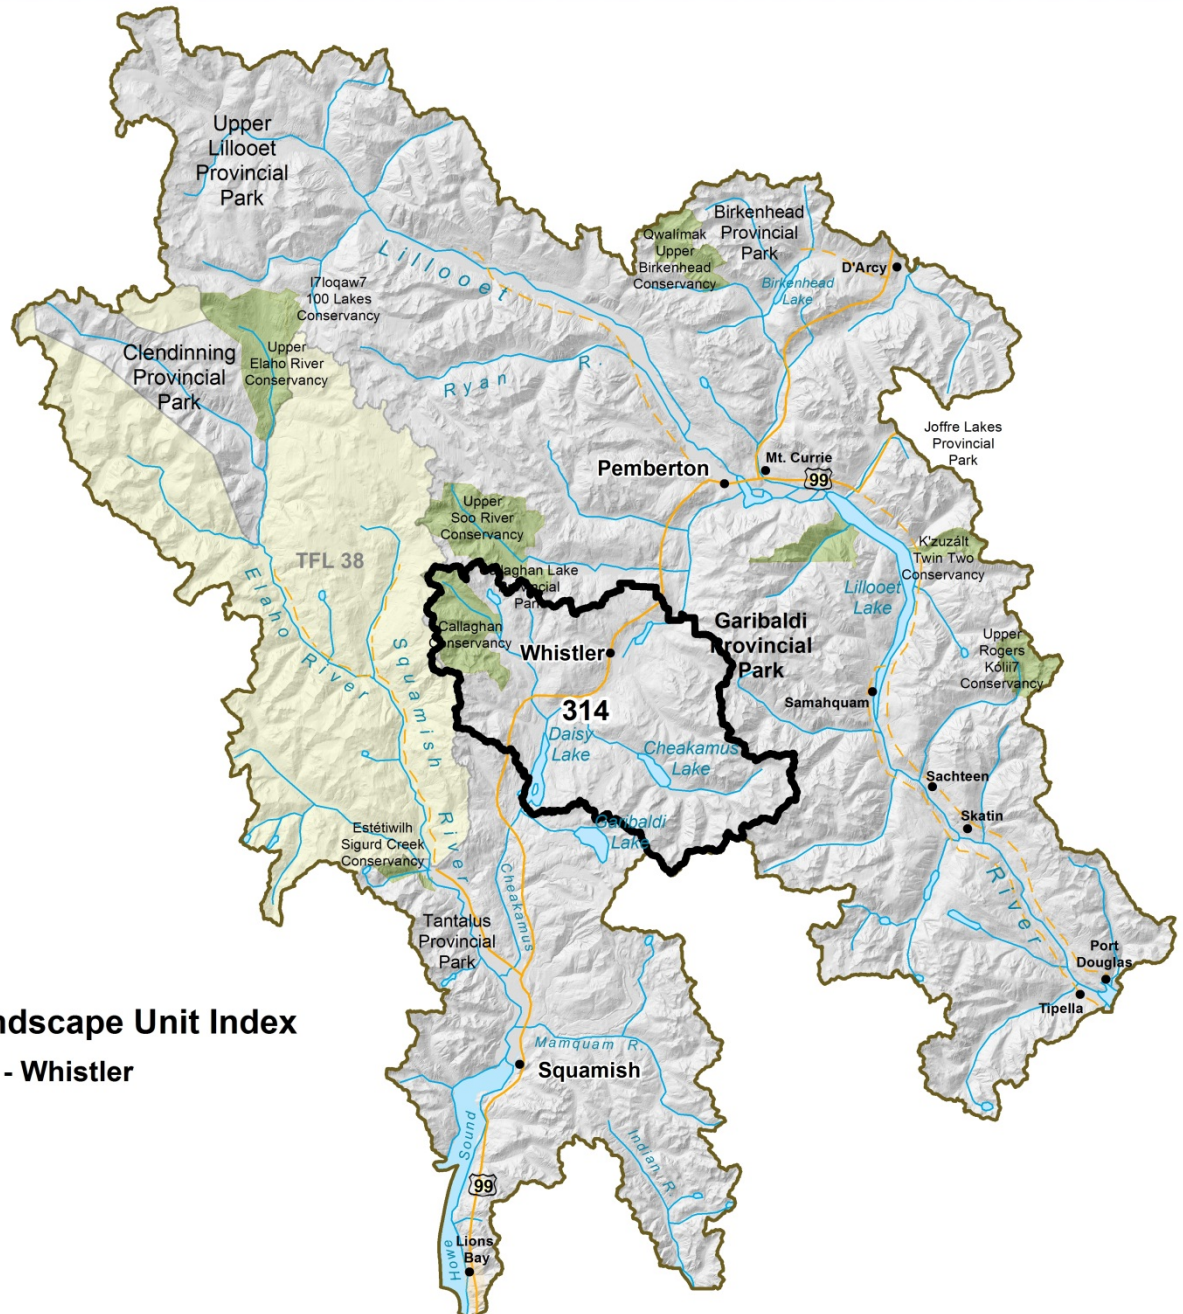 Upper
Lillooet
Provincial
Park
Birkenhead
Provincial
Park
Qwalímak
Upper
Birkenhead
Conservancy
D'Arcy
Birkenhead
Lake
Lillooet
I7loqaw7
100 Lakes
Conservancy
Clendinning
Provincial
Park
Upper
Elaho River
Conservancy
Ryan R.
Joffre Lakes
Provincial
Park
Pemberton
Mt. Currie
99
Upper
Soo River
Conservancy
K'zuzált
Twin Two
Conservancy
TFL 38
Elaho
River
Callaghan
Lillooet
Lake
Garibaldi
Park
Whistler
Upper
Rogers
Kólii7
Conservancy
Squamish
River
Samahquam
314
Daisy
Lake
Cheakamus
Lake
Sachteen
Skatin
Garibaldi
Lake
Estétiwilh
Sigurd Creek
Conservancy
Cheakamus
River
Tantalus
Provincial
Park
Port
Douglas
Tipella
ndscape Unit Index
- Whistler
Mamquam R.
Squamish
Sound
Howe
Indian R
99
Lions
Bay